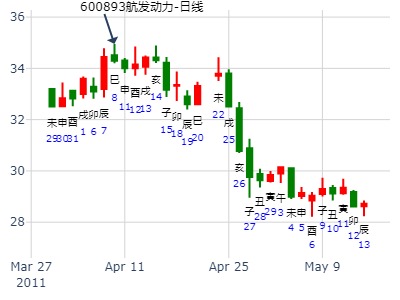 600893航发动力-日线
36
34
32
30
28
未 申 酉 戌 卯 辰 巳 申 酉 戌 亥 子 卯 辰 巳 未 戌 亥 子 丑 寅 午 未 申 酉 子 丑 寅 卯 辰
29 30 31 1 6 7 8 11 12 13 14 15 18 19 20 22 25 26 27 28 29 3 4 5 6 9 10 11 12 13
Mar 27 Apr 11 Apr 25 May 9
2011